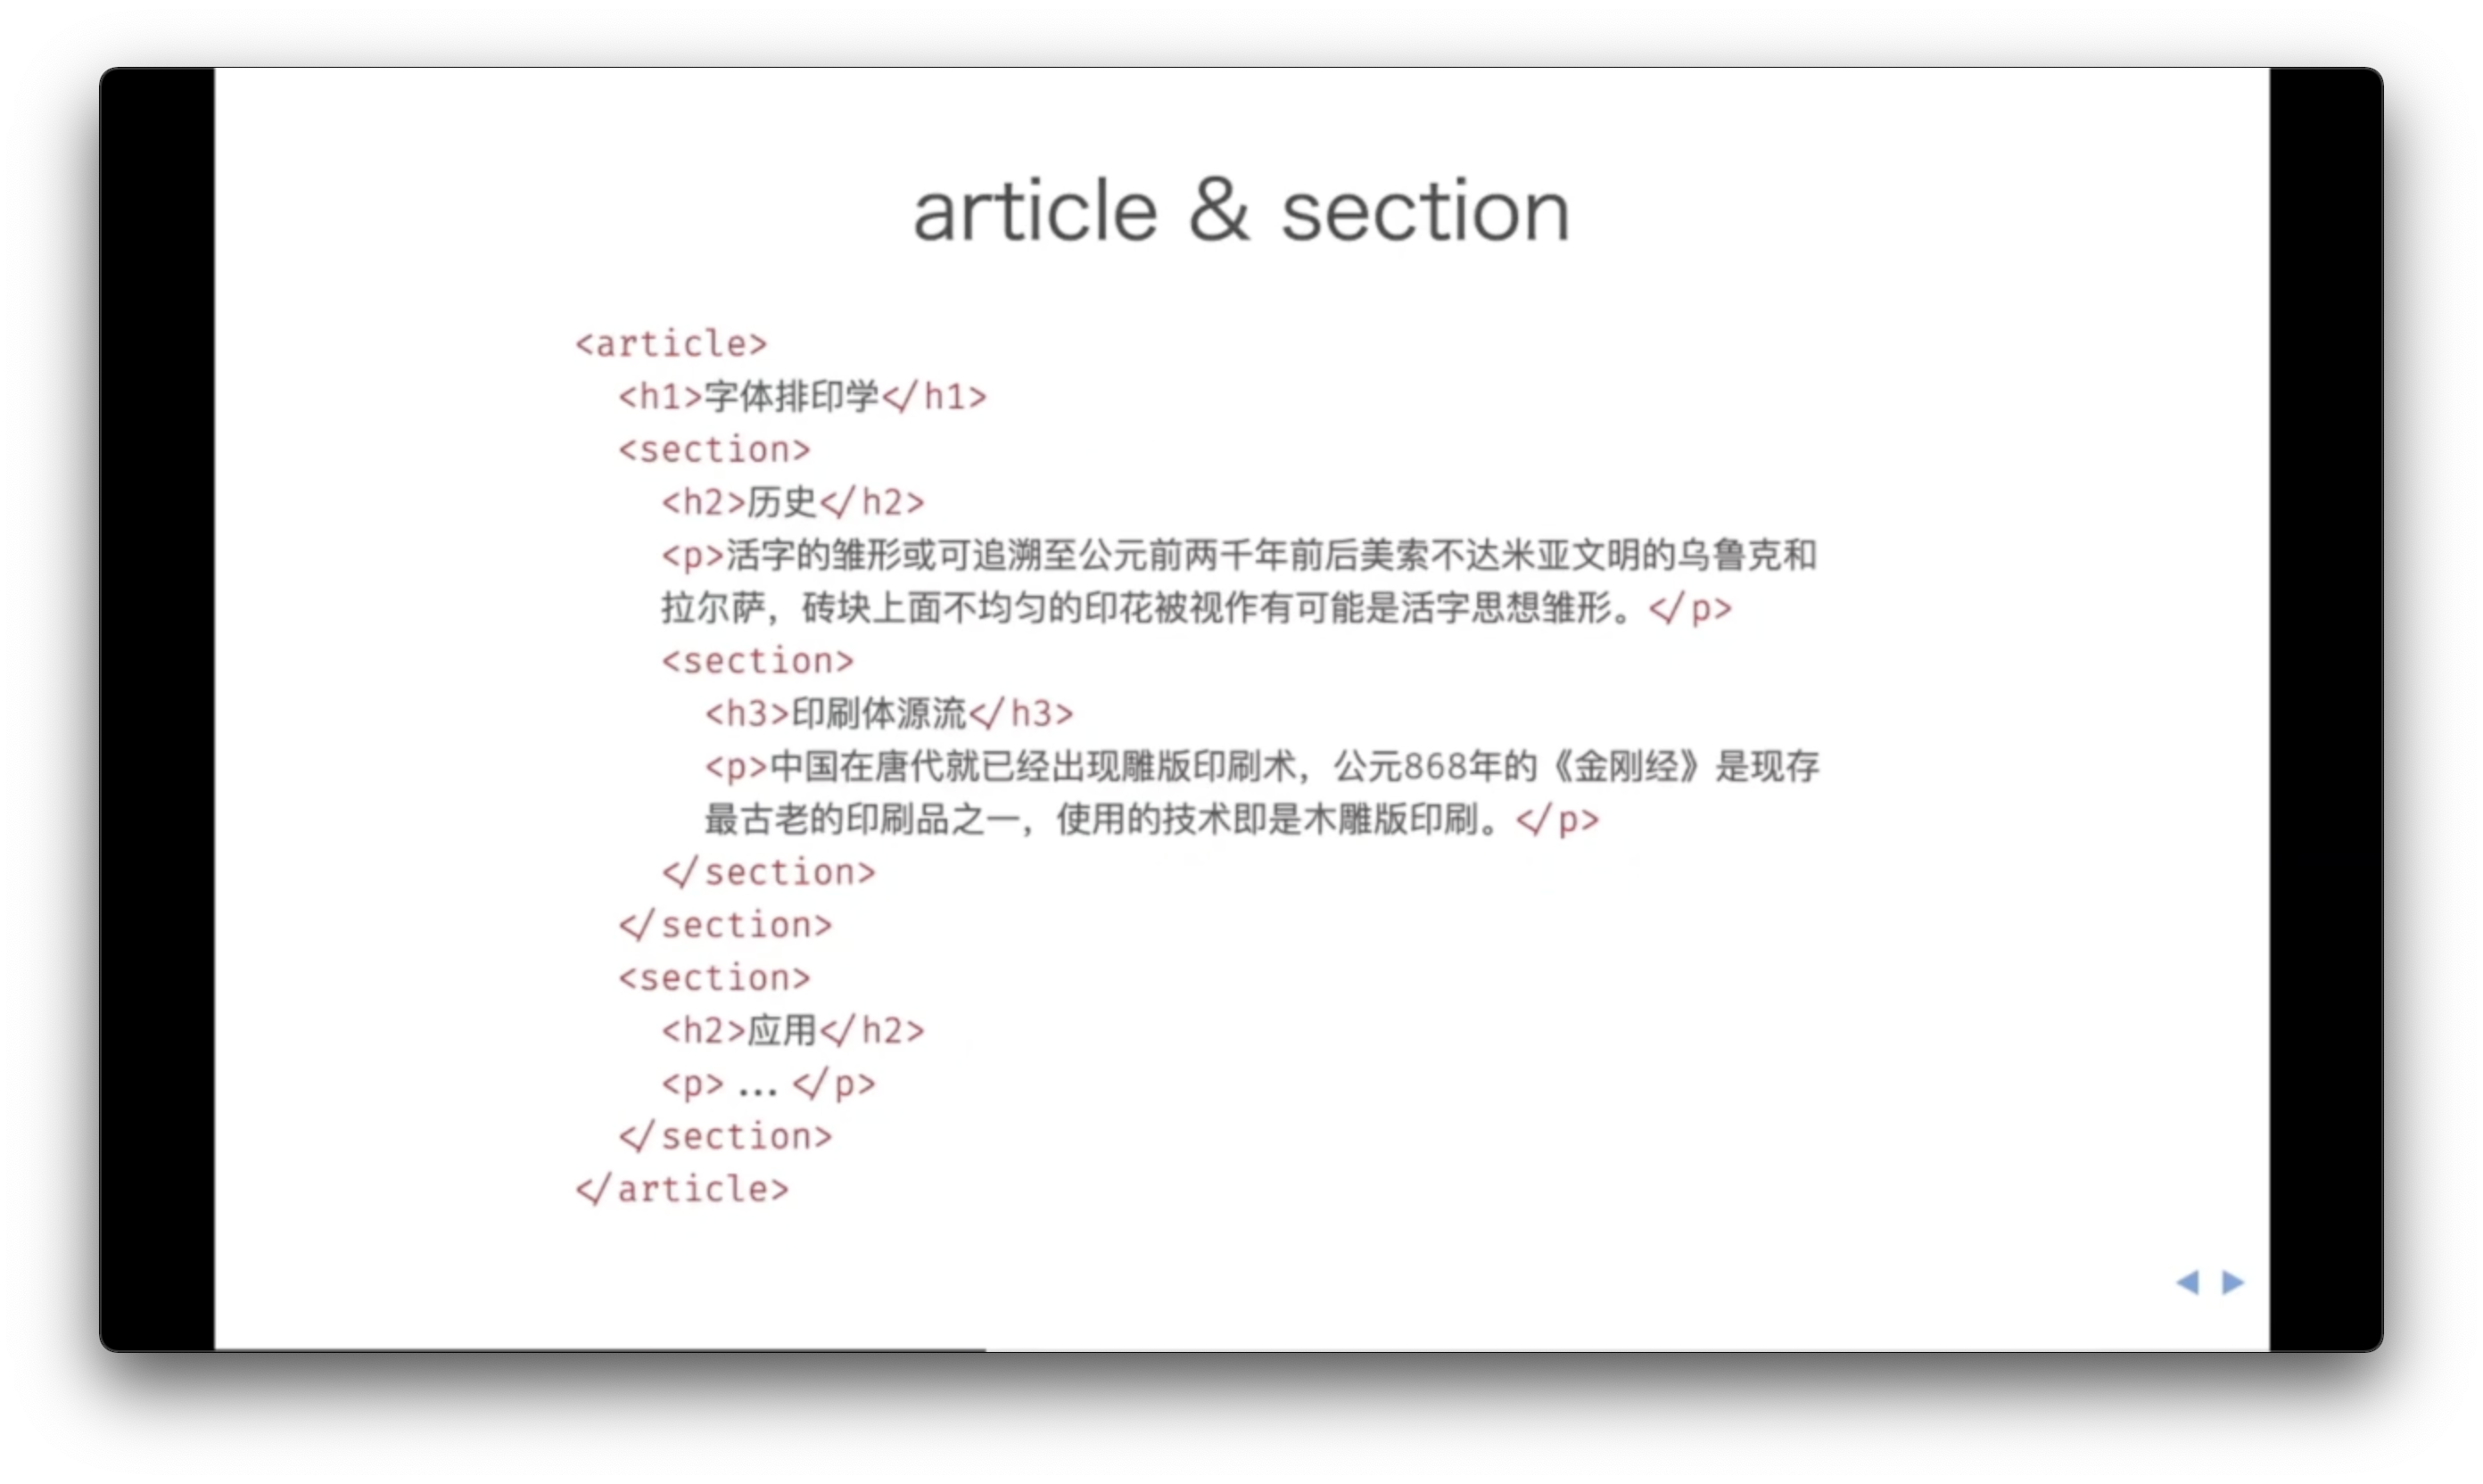 article & section
<article>
<h1>字体排印学</h1>
<section>
<h2>历史</h2>
<p>活字的雏形或可追溯至公元前两千年前后美索不达米亚文明的乌鲁克和
拉尔萨，砖块上面不均匀的印花被视作有可能是活字思想雏形。</p>
<section>
<h3>印刷体源流</h3>
<p>中国在唐代就已经出现雕版印刷术，公元868年的《金刚经》是现存
最古老的印刷品之一，使用的技术即是木雕版印刷。</p>
</section>
</section>
<section>
<h2>应用</h2>
<p>...</p>
</section>
</article>